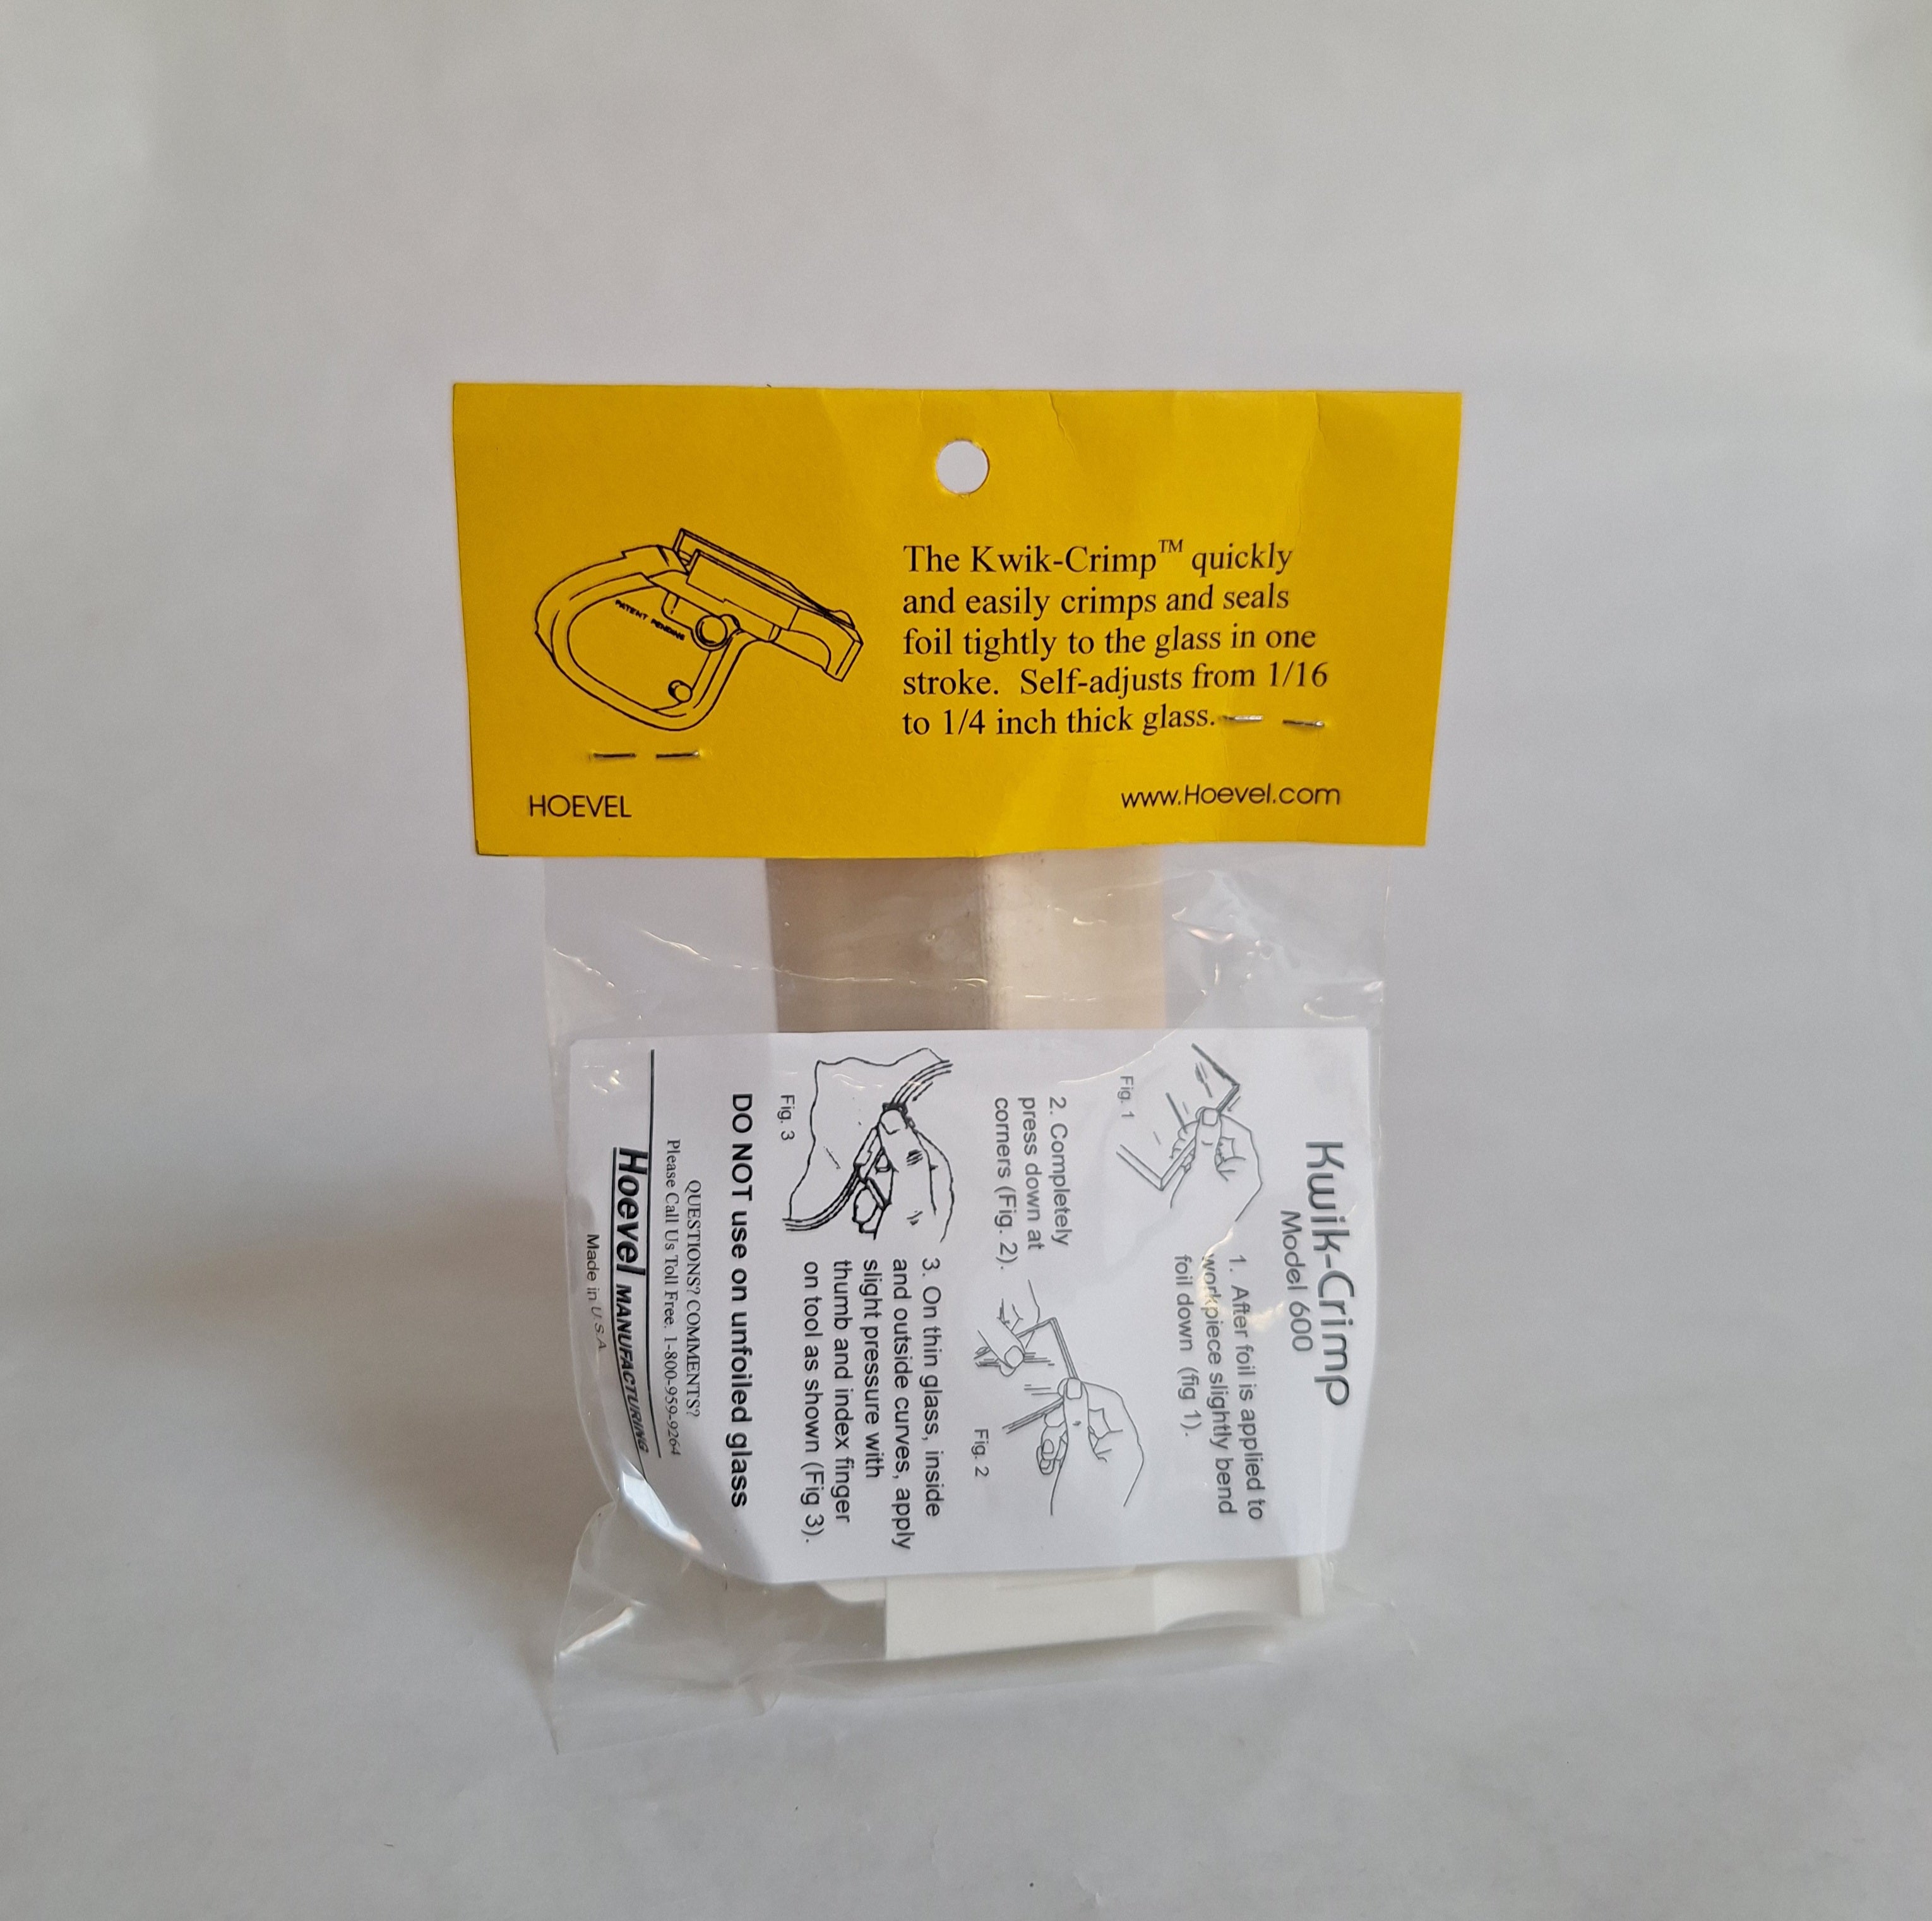 The Kwik-Crimp™ quickly
and easily crimps and seals
foil tightly to the glass in one
stroke. Self-adjusts from 1/16
to 1/4 inch thick glass.
PATENT PENDING
HOEVEL
www.Hoevel.com
Kwik-Crimp
Model 600
1. After foil is applied to
workpiece slightly bend
foil down (fig 1).
Fig. 1
2. Completely
press down at
corners (Fig. 2).
Fig. 2
3. On thin glass, inside
and outside curves, apply
slight pressure with
thumb and index finger
on tool as shown (Fig 3).
Fig. 3
DO NOT use on unfoiled glass
QUESTIONS? COMMENTS?
Please Call Us Toll Free. 1-800-959-9264
Hoevel MANUFACTURING
Made in U.S.A.